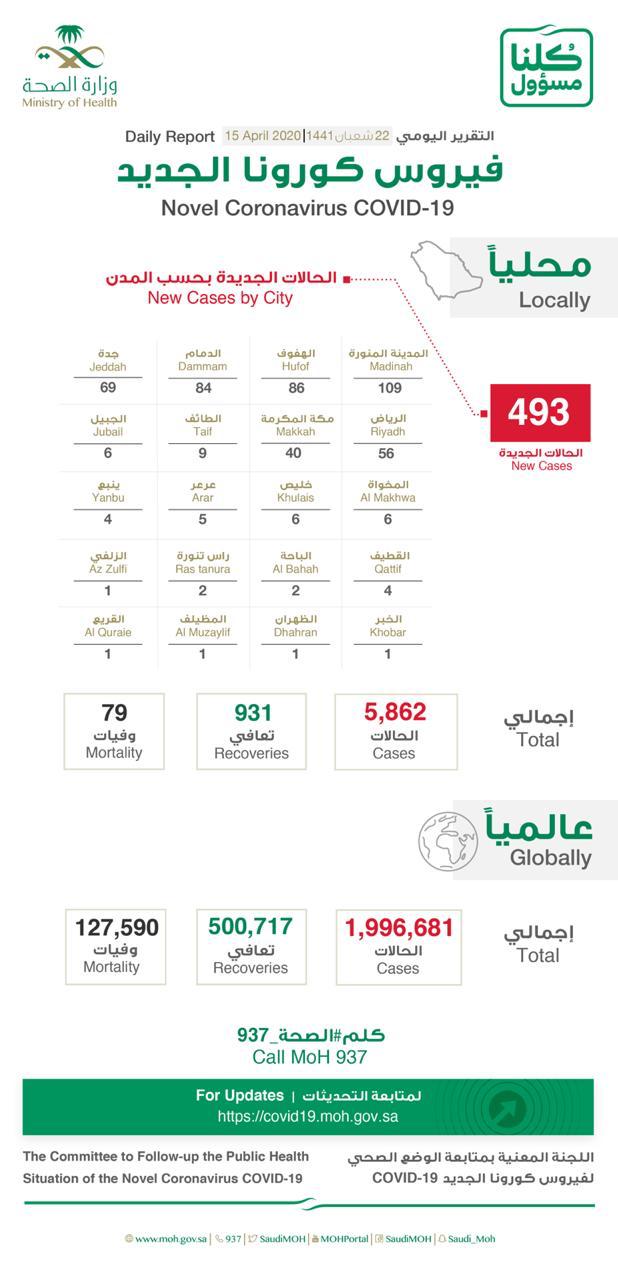 وزارة الصحة
Ministry of Health
كلنا
مسؤول
Daily Report 15 April 2020|1441 شعبان 22 التقرير اليومي
فيروس كورونا الجديد
Novel Coronavirus COVID-19
محلياً
Locally
الحالات الجديدة بحسب المدن
New Cases by City
493
الحالات الجديدة
New Cases
جدة الدمام الهفوف المدينة المنورة
Jeddah Dammam Hufof Madinah
69 84 86 109
الجبيل الطائف مكة المكرمة الرياض
Jubail Taif Makkah Riyadh
6 9 40 56
ينبع عرعر خليص المخواة
Yanbu Arar Khulais Al Makhwa
4 5 6 6
الزلفي راس تنورة الباحة القطيف
Az Zulfi Ras tanura Al Bahah Qattif
1 2 2 4
القريع المظيلف الظهران الخبر
Al Quraie Al Muzaylif Dhahran Khobar
1 1 1 1
79 931 5,862
وفيات تعافي الحالات إجمالي
Mortality Recoveries Cases Total
عالمياً
Globally
127,590 500,717 1,996,681
وفيات تعافي الحالات إجمالي
Mortality Recoveries Cases Total
كلم#الصحة_937
Call MoH 937
For Updates | لمتابعة التحديثات
https://covid19.moh.gov.sa
The Committee to Follow-up the Public Health
Situation of the Novel Coronavirus COVID-19
اللجنة المعنية بمتابعة الوضع الصحي
لفيروس كورونا الجديد COVID-19
www.moh.gov.sa | 937 | SaudiMOH | MOHPortal | SaudiMOH | Saudi_Moh